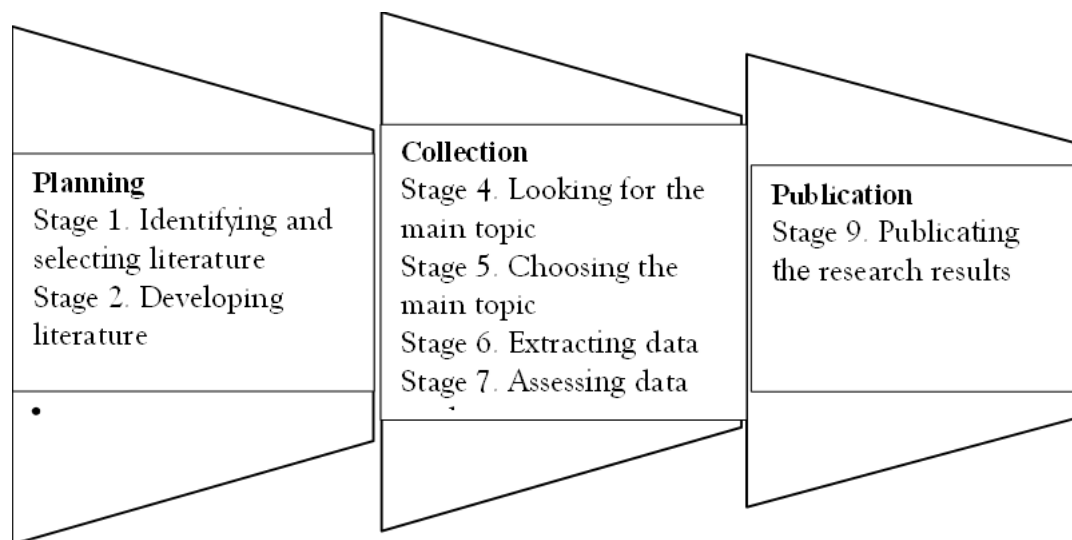 Planning
Stage 1. Identifying and
selecting literature
Stage 2. Developing
literature
•
Collection
Stage 4. Looking for the
main topic
Stage 5. Choosing the
main topic
Stage 6. Extracting data
Stage 7. Assessing data
Publication
Stage 9. Publicating
the research results